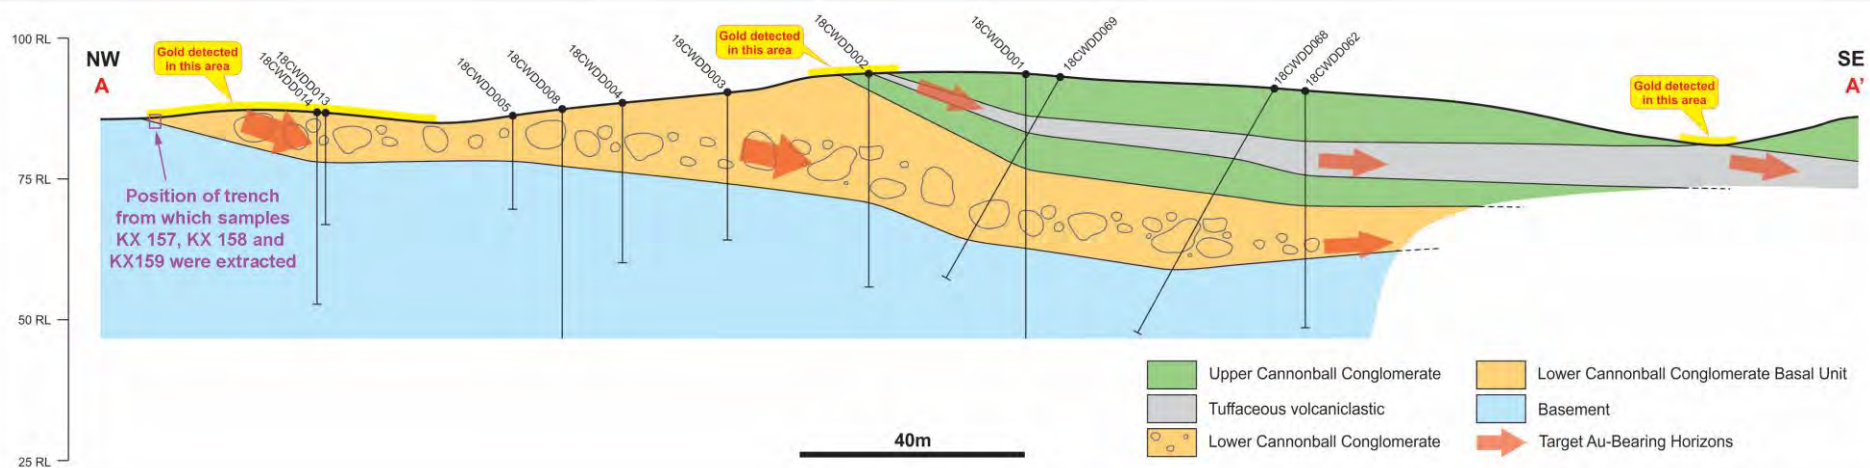 100 RL
75 RL
50 RL
25 RL
NW
A
Gold detected
in this area
18CWDD014
18CWDD013
18CWDD005
18CWDD008
18CWDD004
18CWDD003
Gold detected
in this area
18CWDD002
18CWDD001
18CWDD069
18CWDD068
18CWDD062
Gold detected
in this area
SE
A'
Position of trench
from which samples
KX 157, KX 158 and
KX159 were extracted
40m
Upper Cannonball Conglomerate
Tuffaceous volcaniclastic
Lower Cannonball Conglomerate
Lower Cannonball Conglomerate Basal Unit
Basement
Target Au-Bearing Horizons